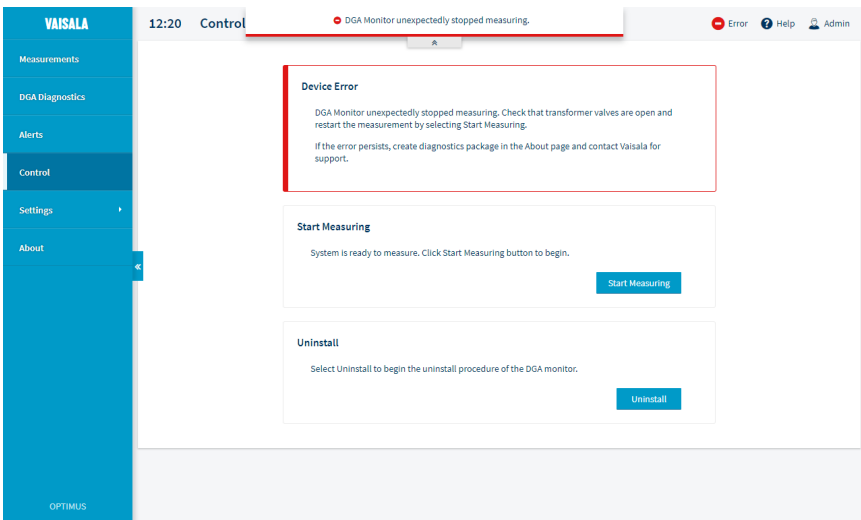 VAISALA
12:20 Control
DGA Monitor unexpectedly stopped measuring.
Error Help Admin
Measurements
DGA Diagnostics
Alerts
Control
Settings
About
OPTIMUS
Device Error
DGA Monitor unexpectedly stopped measuring. Check that transformer valves are open and
restart the measurement by selecting Start Measuring.
If the error persists, create diagnostics package in the About page and contact Vaisala for
support.
Start Measuring
System is ready to measure. Click Start Measuring button to begin.
Start Measuring
Uninstall
Select Uninstall to begin the uninstall procedure of the DGA monitor.
Uninstall